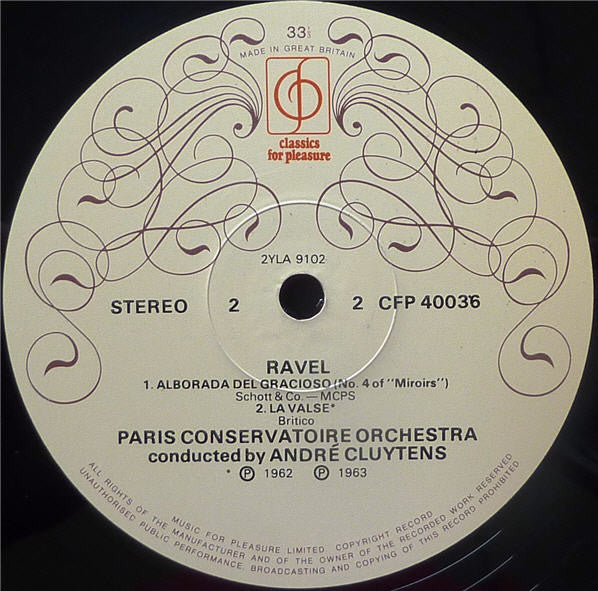 33⅓
MADE IN GREAT BRITAIN
classics
for pleasure
2YLA 9102
STEREO 2 2 CFP 40036
RAVEL
1. ALBORADA DEL GRACIOSO (No. 4 of "Miroirs")
Schott & Co. — MCPS
2. LA VALSE*
Britico
PARIS CONSERVATOIRE ORCHESTRA
conducted by ANDRÉ CLUYTENS
* ℗ 1962 ℗ 1963
MUSIC FOR PLEASURE LIMITED. COPYRIGHT RECORD
ALL RIGHTS OF THE MANUFACTURER AND OF THE OWNER OF THE RECORDED WORK RESERVED
UNAUTHORISED PUBLIC PERFORMANCE, BROADCASTING AND COPYING OF THIS RECORD PROHIBITED